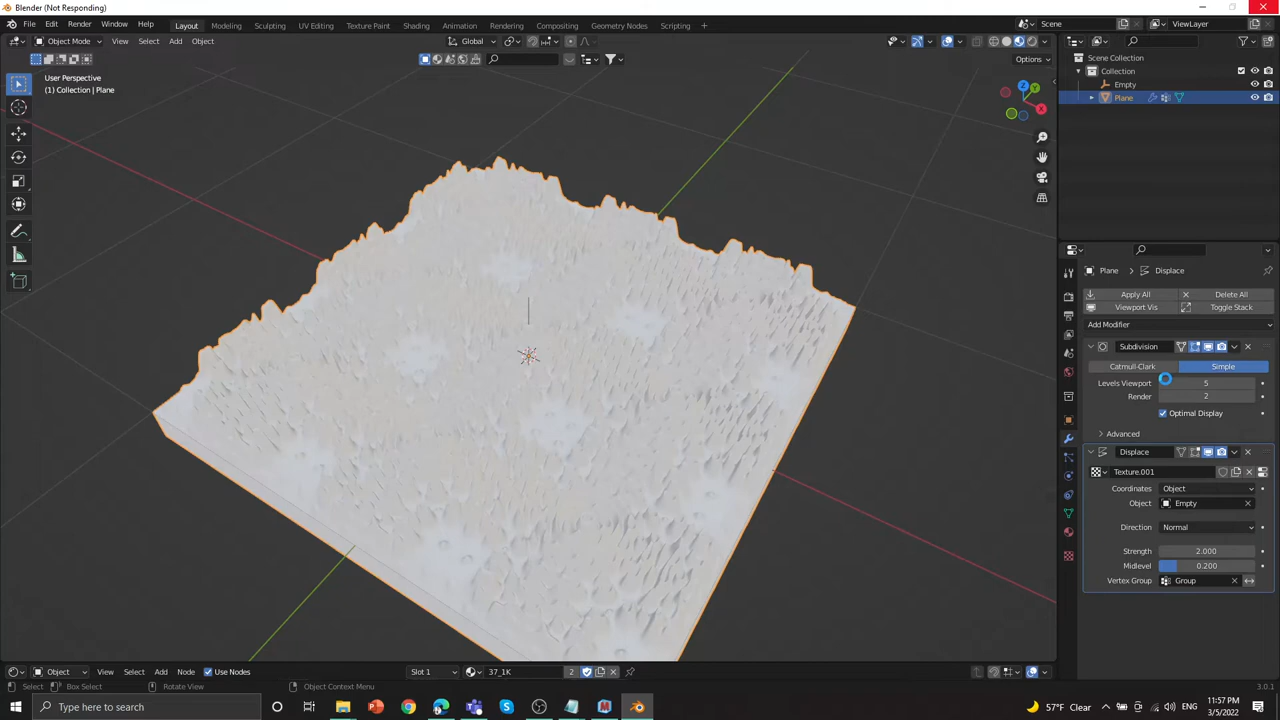 Blender (Not Responding)
File Edit Render Window Help Layout Modeling Sculpting UV Editing Texture Paint Shading Animation Rendering Compositing Geometry Nodes Scripting + Scene ViewLayer
Object Mode View Select Add Object Global
Options
User Perspective
(1) Collection | Plane
Scene Collection
Collection
Empty
Plane
Z Y X
Plane > Displace
Apply All Delete All
Viewport Vis Toggle Stack
Add Modifier
Subdivision
Catmull-Clark Simple
Levels Viewport 5
Render 2
Optimal Display
Advanced
Displace
Texture.001
Coordinates Object
Object Empty
Direction Normal
Strength 2.000
Midlevel 0.200
Vertex Group Group
Object View Select Add Node Use Nodes Slot 1 37_1K 2
Select Box Select Rotate View Object Context Menu 3.0.1
Type here to search 57°F Clear ENG 11:57 PM
3/5/2022